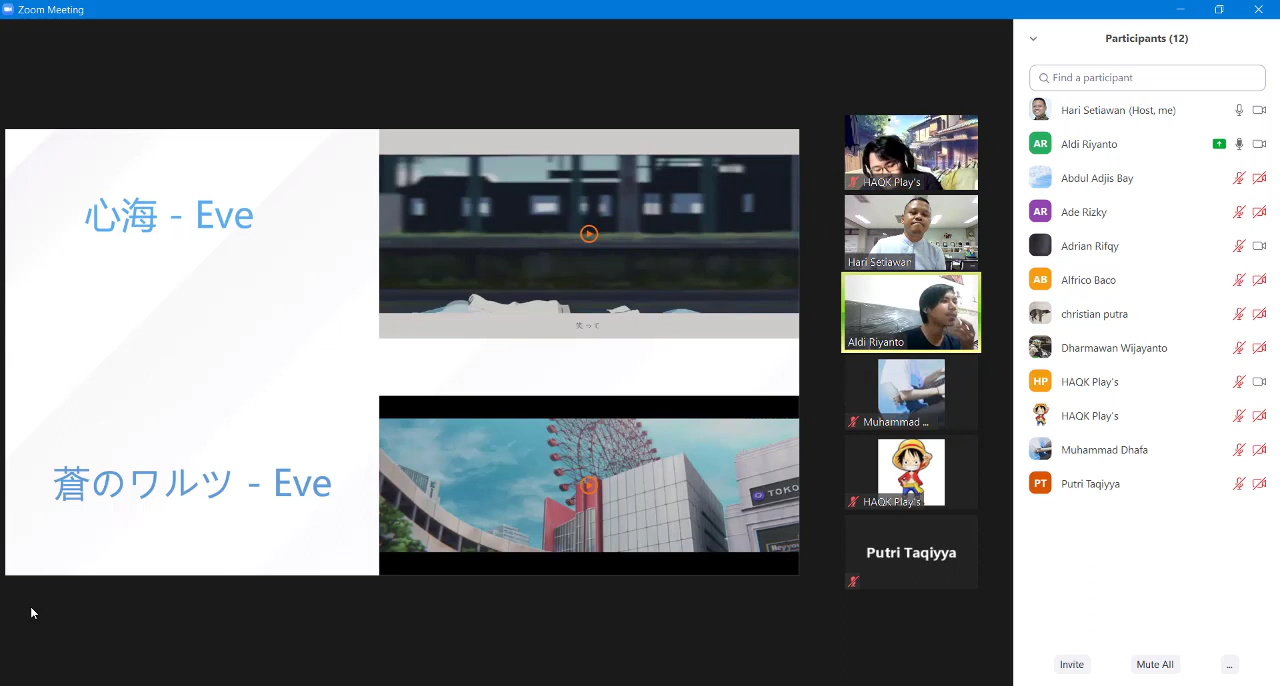 Zoom Meeting
心海 - Eve
笑って
蒼のワルツ - Eve
TOKO
HAQK Play's
Hari Setiawan
Aldi Riyanto
Muhammad ...
HAQK Play's
Putri Taqiyya
Participants (12)
Find a participant
Hari Setiawan (Host, me)
AR Aldi Riyanto
Abdul Adjis Bay
AR Ade Rizky
Adrian Rifqy
AB Alfrico Baco
christian putra
Dharmawan Wijayanto
HP HAQK Play's
HAQK Play's
Muhammad Dhafa
PT Putri Taqiyya
Invite
Mute All
...